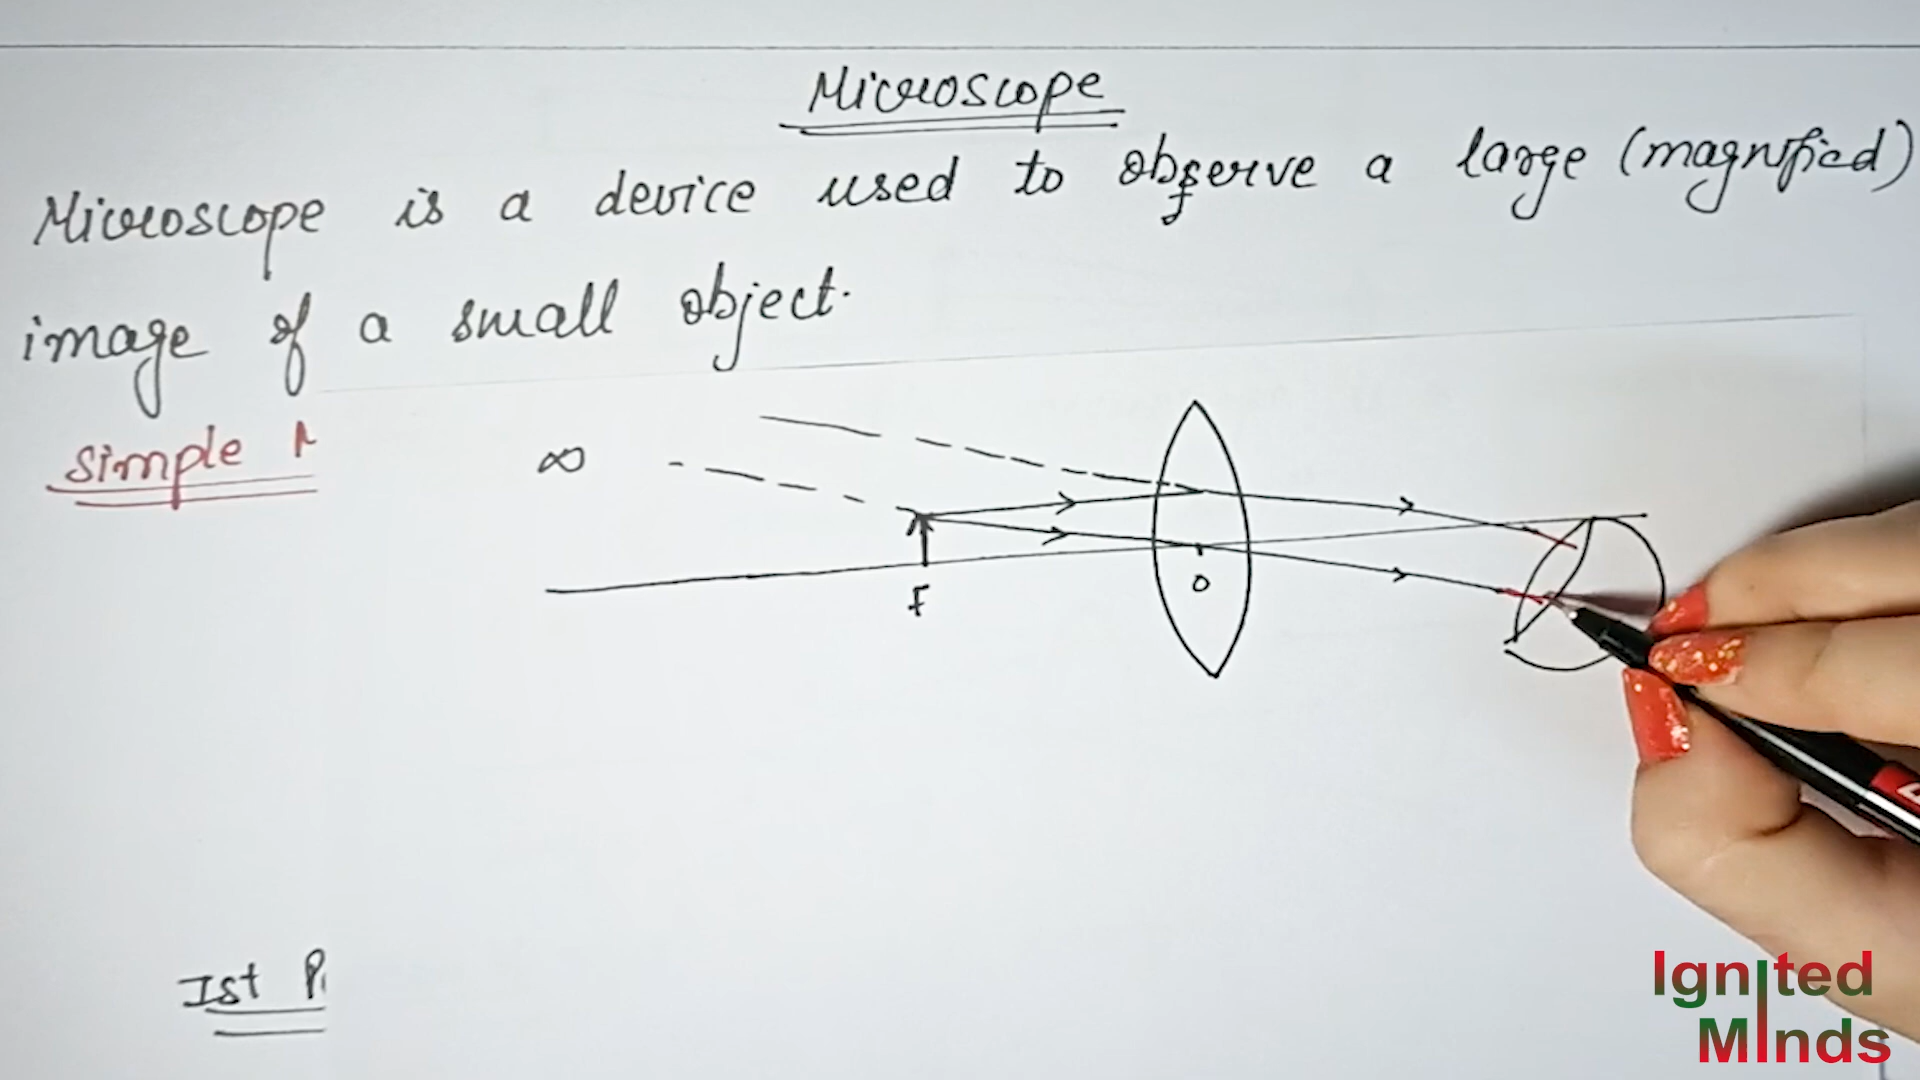 Microscope
Microscope is a device used to observe a large (magnified)
image of a small object.
Simple
∞
F
O
Ist
Ignited
Minds